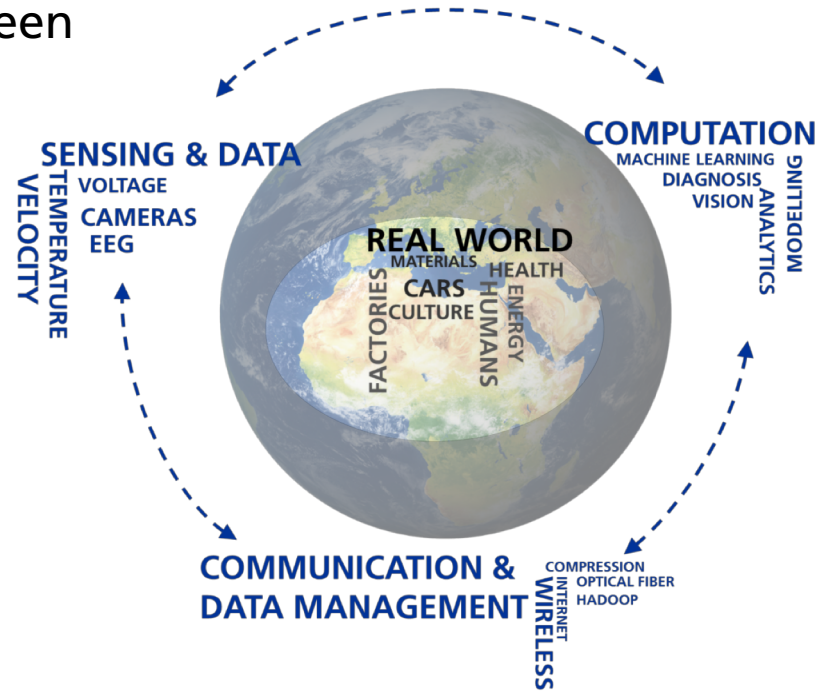 een
SENSING & DATA
VOLTAGE
CAMERAS
EEG
TEMPERATURE
VELOCITY
COMPUTATION
MACHINE LEARNING
DIAGNOSIS
VISION
ANALYTICS
MODELLING
REAL WORLD
MATERIALS
HEALTH
CARS
CULTURE
FACTORIES
HUMANS
ENERGY
COMMUNICATION &
DATA MANAGEMENT
COMPRESSION
OPTICAL FIBER
HADOOP
INTERNET
WIRELESS